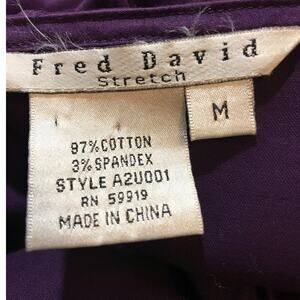 Fred David
Stretch
M
97%COTTON
3%SPANDEX
STYLE A2U001
RN 59919
MADE IN CHINA